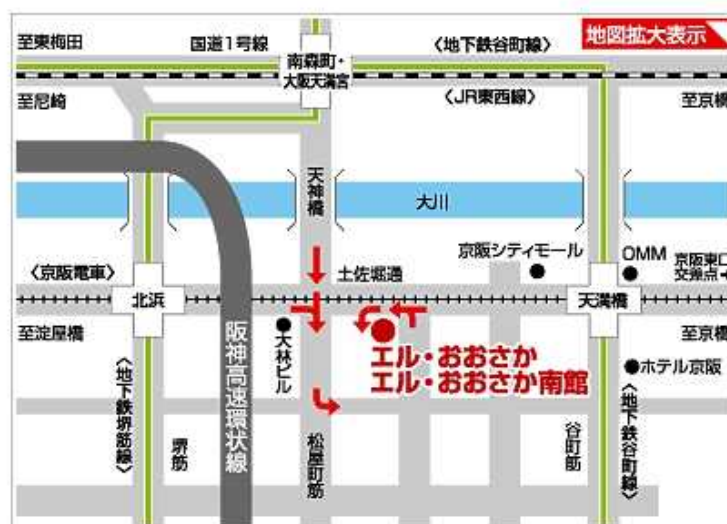 地図拡大表示
至東梅田
国道1号線
〈地下鉄谷町線〉
南森町・
大阪天満宮
至尼崎
〈JR東西線〉
至京橋
天神橋
大川
京阪シティモール
OMM
京阪東口
交差点
〈京阪電車〉
土佐堀通
北浜
天満橋
至淀屋橋
大林ビル
阪神高速環状線
エル・おおさか
エル・おおさか南館
至京橋
ホテル京阪
〈地下鉄堺筋線〉
堺筋
松屋町筋
谷町筋
〈地下鉄谷町線〉